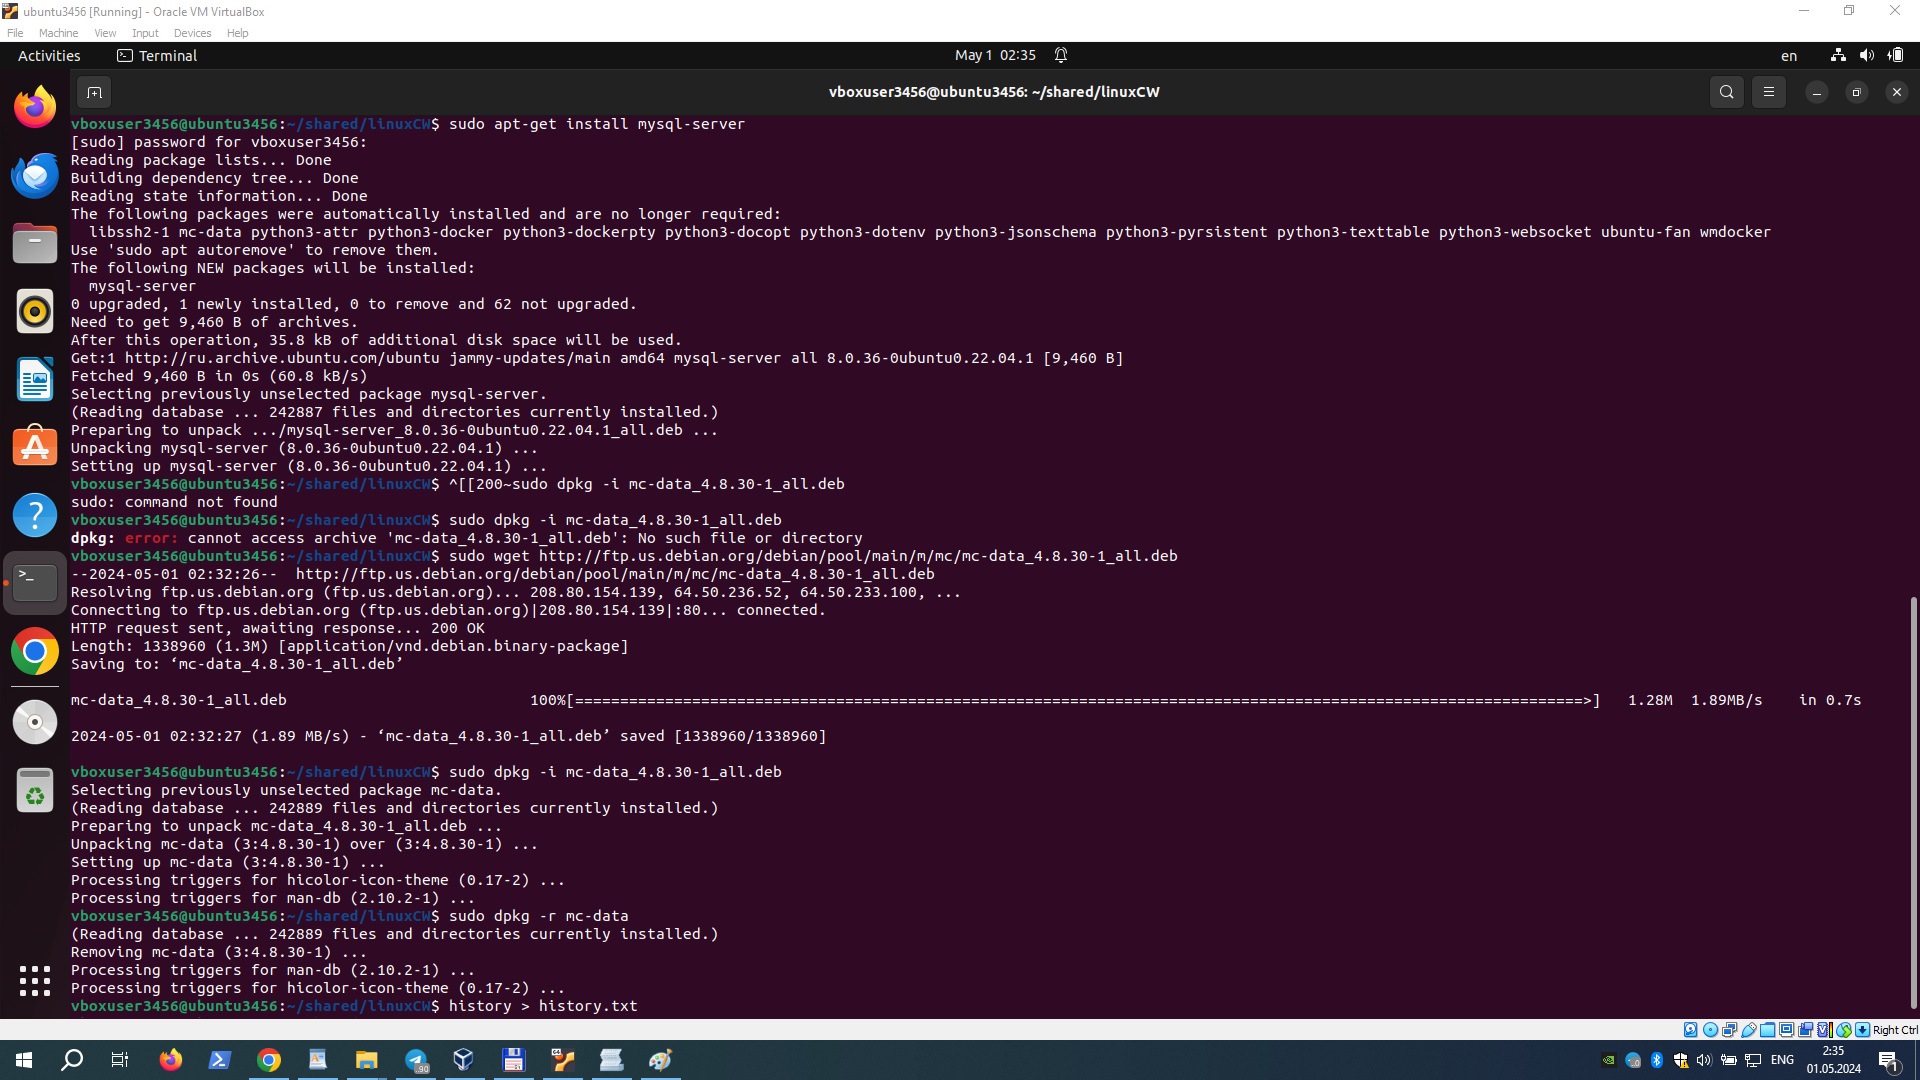 ubuntu3456 [Running] - Oracle VM VirtualBox
File Machine View Input Devices Help
Activities Terminal May 1 02:35 en
vboxuser3456@ubuntu3456: ~/shared/linuxCW
vboxuser3456@ubuntu3456:~/shared/linuxCW$ sudo apt-get install mysql-server
[sudo] password for vboxuser3456:
Reading package lists... Done
Building dependency tree... Done
Reading state information... Done
The following packages were automatically installed and are no longer required:
  libssh2-1 mc-data python3-attr python3-docker python3-dockerpty python3-docopt python3-dotenv python3-jsonschema python3-pyrsistent python3-texttable python3-websocket ubuntu-fan wmdocker
Use 'sudo apt autoremove' to remove them.
The following NEW packages will be installed:
  mysql-server
0 upgraded, 1 newly installed, 0 to remove and 62 not upgraded.
Need to get 9,460 B of archives.
After this operation, 35.8 kB of additional disk space will be used.
Get:1 http://ru.archive.ubuntu.com/ubuntu jammy-updates/main amd64 mysql-server all 8.0.36-0ubuntu0.22.04.1 [9,460 B]
Fetched 9,460 B in 0s (60.8 kB/s)
Selecting previously unselected package mysql-server.
(Reading database ... 242887 files and directories currently installed.)
Preparing to unpack .../mysql-server_8.0.36-0ubuntu0.22.04.1_all.deb ...
Unpacking mysql-server (8.0.36-0ubuntu0.22.04.1) ...
Setting up mysql-server (8.0.36-0ubuntu0.22.04.1) ...
vboxuser3456@ubuntu3456:~/shared/linuxCW$ ^[[200~sudo dpkg -i mc-data_4.8.30-1_all.deb
sudo: command not found
vboxuser3456@ubuntu3456:~/shared/linuxCW$ sudo dpkg -i mc-data_4.8.30-1_all.deb
dpkg: error: cannot access archive 'mc-data_4.8.30-1_all.deb': No such file or directory
vboxuser3456@ubuntu3456:~/shared/linuxCW$ sudo wget http://ftp.us.debian.org/debian/pool/main/m/mc/mc-data_4.8.30-1_all.deb
--2024-05-01 02:32:26--  http://ftp.us.debian.org/debian/pool/main/m/mc/mc-data_4.8.30-1_all.deb
Resolving ftp.us.debian.org (ftp.us.debian.org)... 208.80.154.139, 64.50.236.52, 64.50.233.100, ...
Connecting to ftp.us.debian.org (ftp.us.debian.org)|208.80.154.139|:80... connected.
HTTP request sent, awaiting response... 200 OK
Length: 1338960 (1.3M) [application/vnd.debian.binary-package]
Saving to: ‘mc-data_4.8.30-1_all.deb’
mc-data_4.8.30-1_all.deb 100%[================================================================================================================>] 1.28M 1.89MB/s in 0.7s
2024-05-01 02:32:27 (1.89 MB/s) - ‘mc-data_4.8.30-1_all.deb’ saved [1338960/1338960]
vboxuser3456@ubuntu3456:~/shared/linuxCW$ sudo dpkg -i mc-data_4.8.30-1_all.deb
Selecting previously unselected package mc-data.
(Reading database ... 242889 files and directories currently installed.)
Preparing to unpack mc-data_4.8.30-1_all.deb ...
Unpacking mc-data (3:4.8.30-1) over (3:4.8.30-1) ...
Setting up mc-data (3:4.8.30-1) ...
Processing triggers for hicolor-icon-theme (0.17-2) ...
Processing triggers for man-db (2.10.2-1) ...
vboxuser3456@ubuntu3456:~/shared/linuxCW$ sudo dpkg -r mc-data
(Reading database ... 242889 files and directories currently installed.)
Removing mc-data (3:4.8.30-1) ...
Processing triggers for man-db (2.10.2-1) ...
Processing triggers for hicolor-icon-theme (0.17-2) ...
vboxuser3456@ubuntu3456:~/shared/linuxCW$ history > history.txt
Right Ctrl
90
ENG
2:35
01.05.2024
1